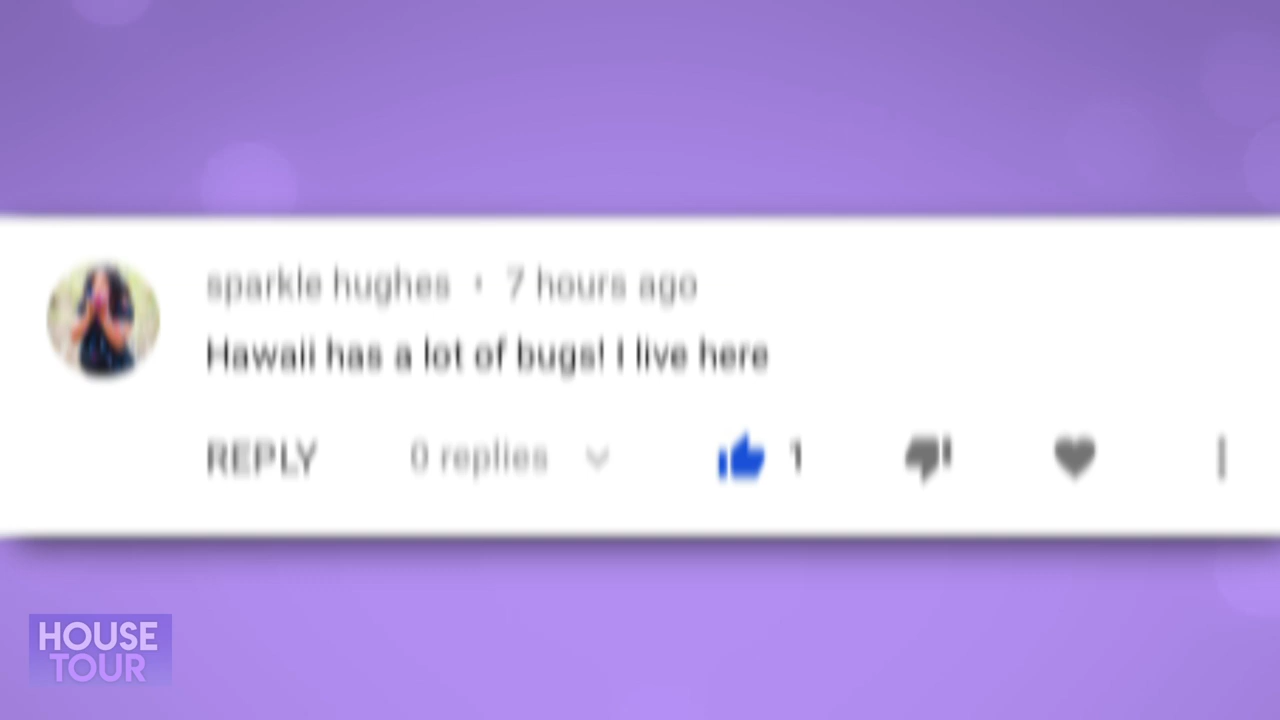 sparkle hughes • 7 hours ago
Hawaii has a lot of bugs! I live here
REPLY 0 replies 1
HOUSE
TOUR